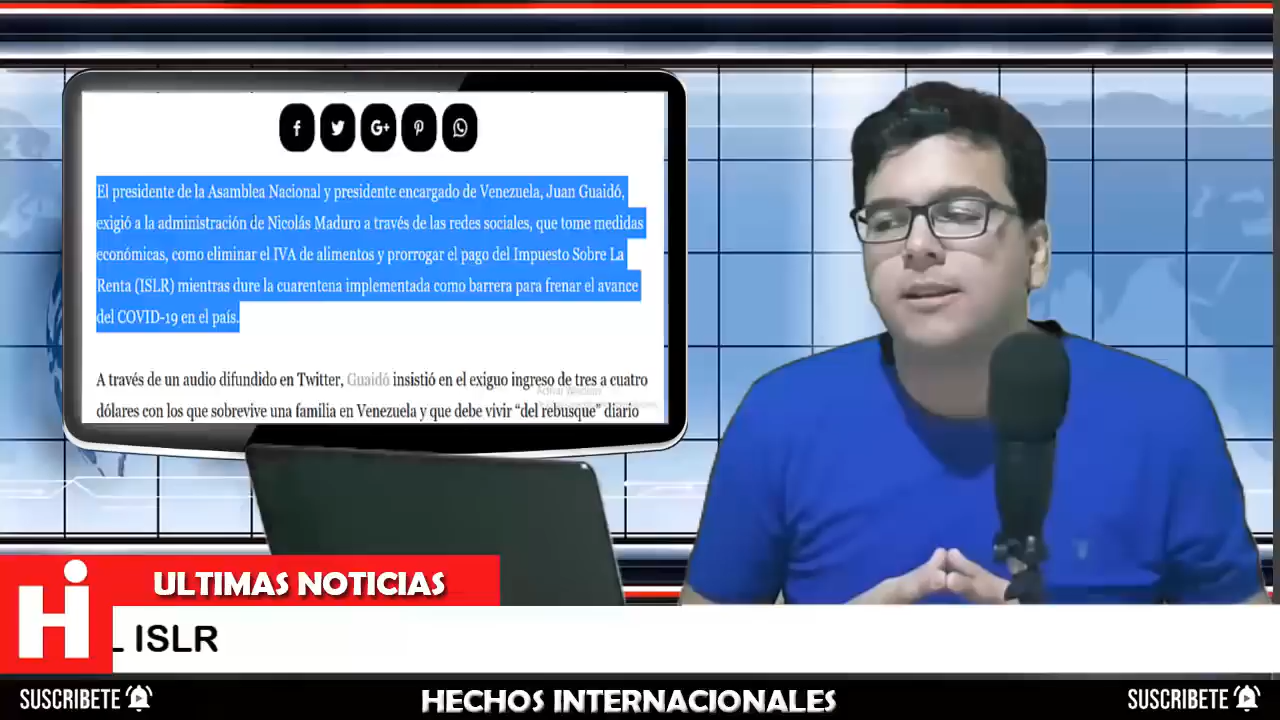 El presidente de la Asamblea Nacional y presidente encargado de Venezuela, Juan Guaidó,
exigió a la administración de Nicolás Maduro a través de las redes sociales, que tome medidas
económicas, como eliminar el IVA de alimentos y prorrogar el pago del Impuesto Sobre La
Renta (ISLR) mientras dure la cuarentena implementada como barrera para frenar el avance
del COVID-19 en el país.
A través de un audio difundido en Twitter, Guaidó insistió en el exiguo ingreso de tres a cuatro
Activar Windows
dólares con los que sobrevive una familia en Venezuela y que debe vivir “del rebusque” diario
Hi
ULTIMAS NOTICIAS
L ISLR
SUSCRIBETE
HECHOS INTERNACIONALES
SUSCRIBETE